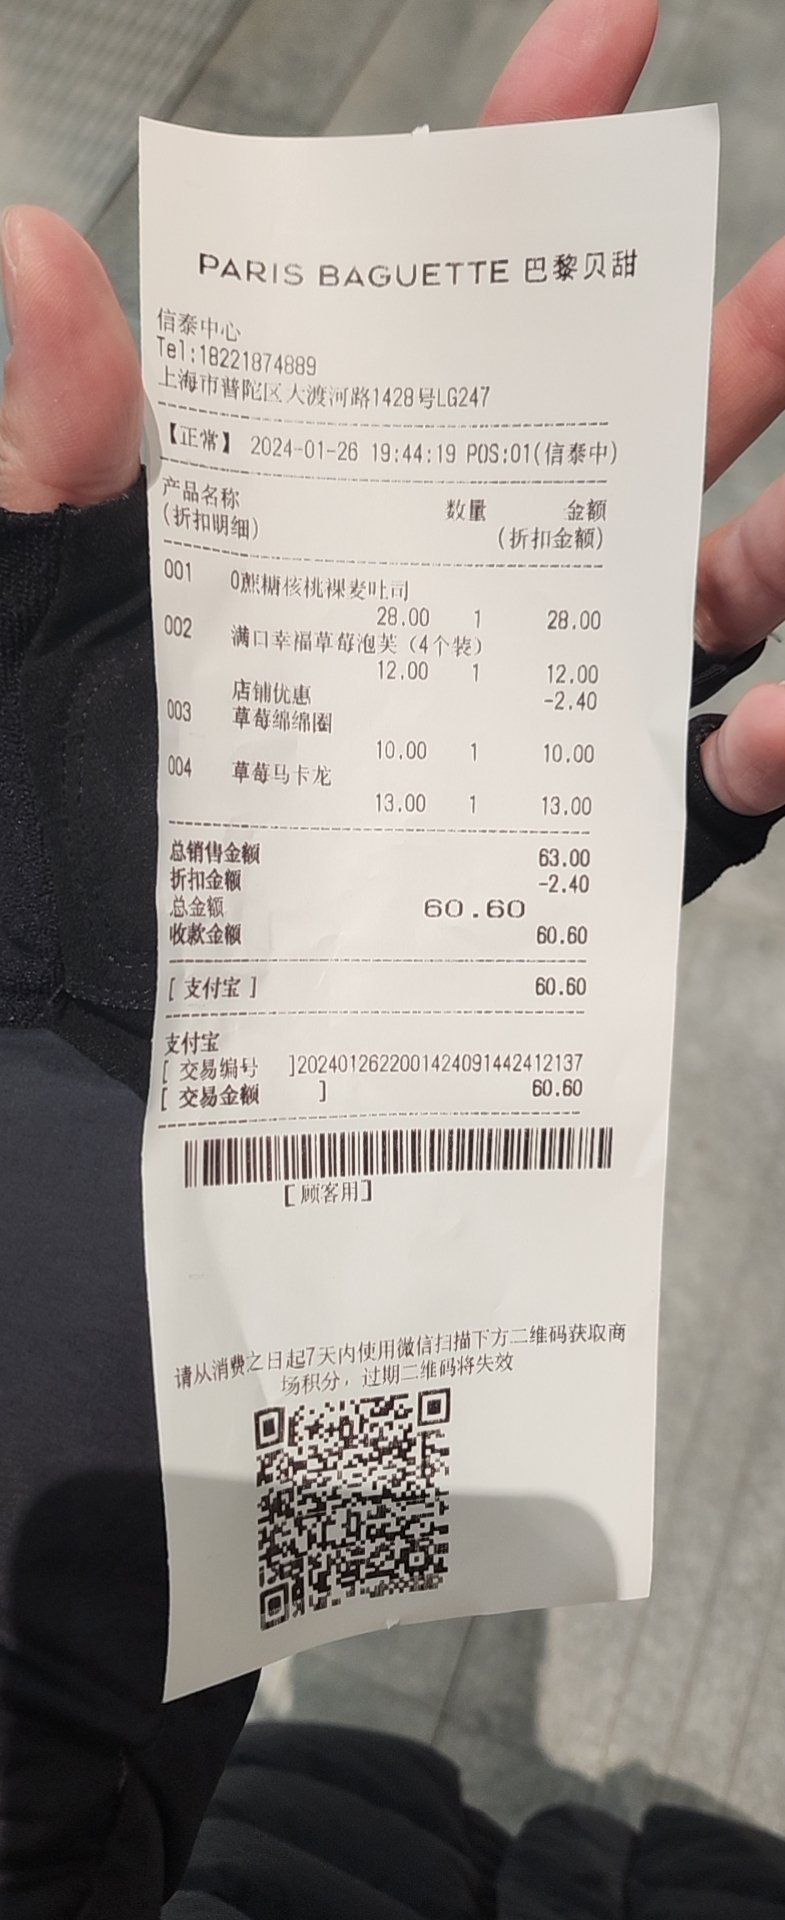 PARIS BAGUETTE 巴黎贝甜
信泰中心
Tel:18221874889
上海市普陀区大渡河路1428号LG247
【正常】 2024-01-26 19:44:19 POS:01(信泰中)
产品名称 数量 金额
(折扣明细) (折扣金额)
001 0蔗糖核桃裸麦吐司
28.00 1 28.00
002 满口幸福草莓泡芙（4个装）
12.00 1 12.00
店铺优惠 -2.40
003 草莓绵绵圈
10.00 1 10.00
004 草莓马卡龙
13.00 1 13.00
总销售金额 63.00
折扣金额 -2.40
总金额 60.60
收款金额 60.60
[ 支付宝 ] 60.60
支付宝
[ 交易编号 ]2024012622001424091442412137
[ 交易金额 ] 60.60
[顾客用]
请从消费之日起7天内使用微信扫描下方二维码获取商
场积分，过期二维码将失效